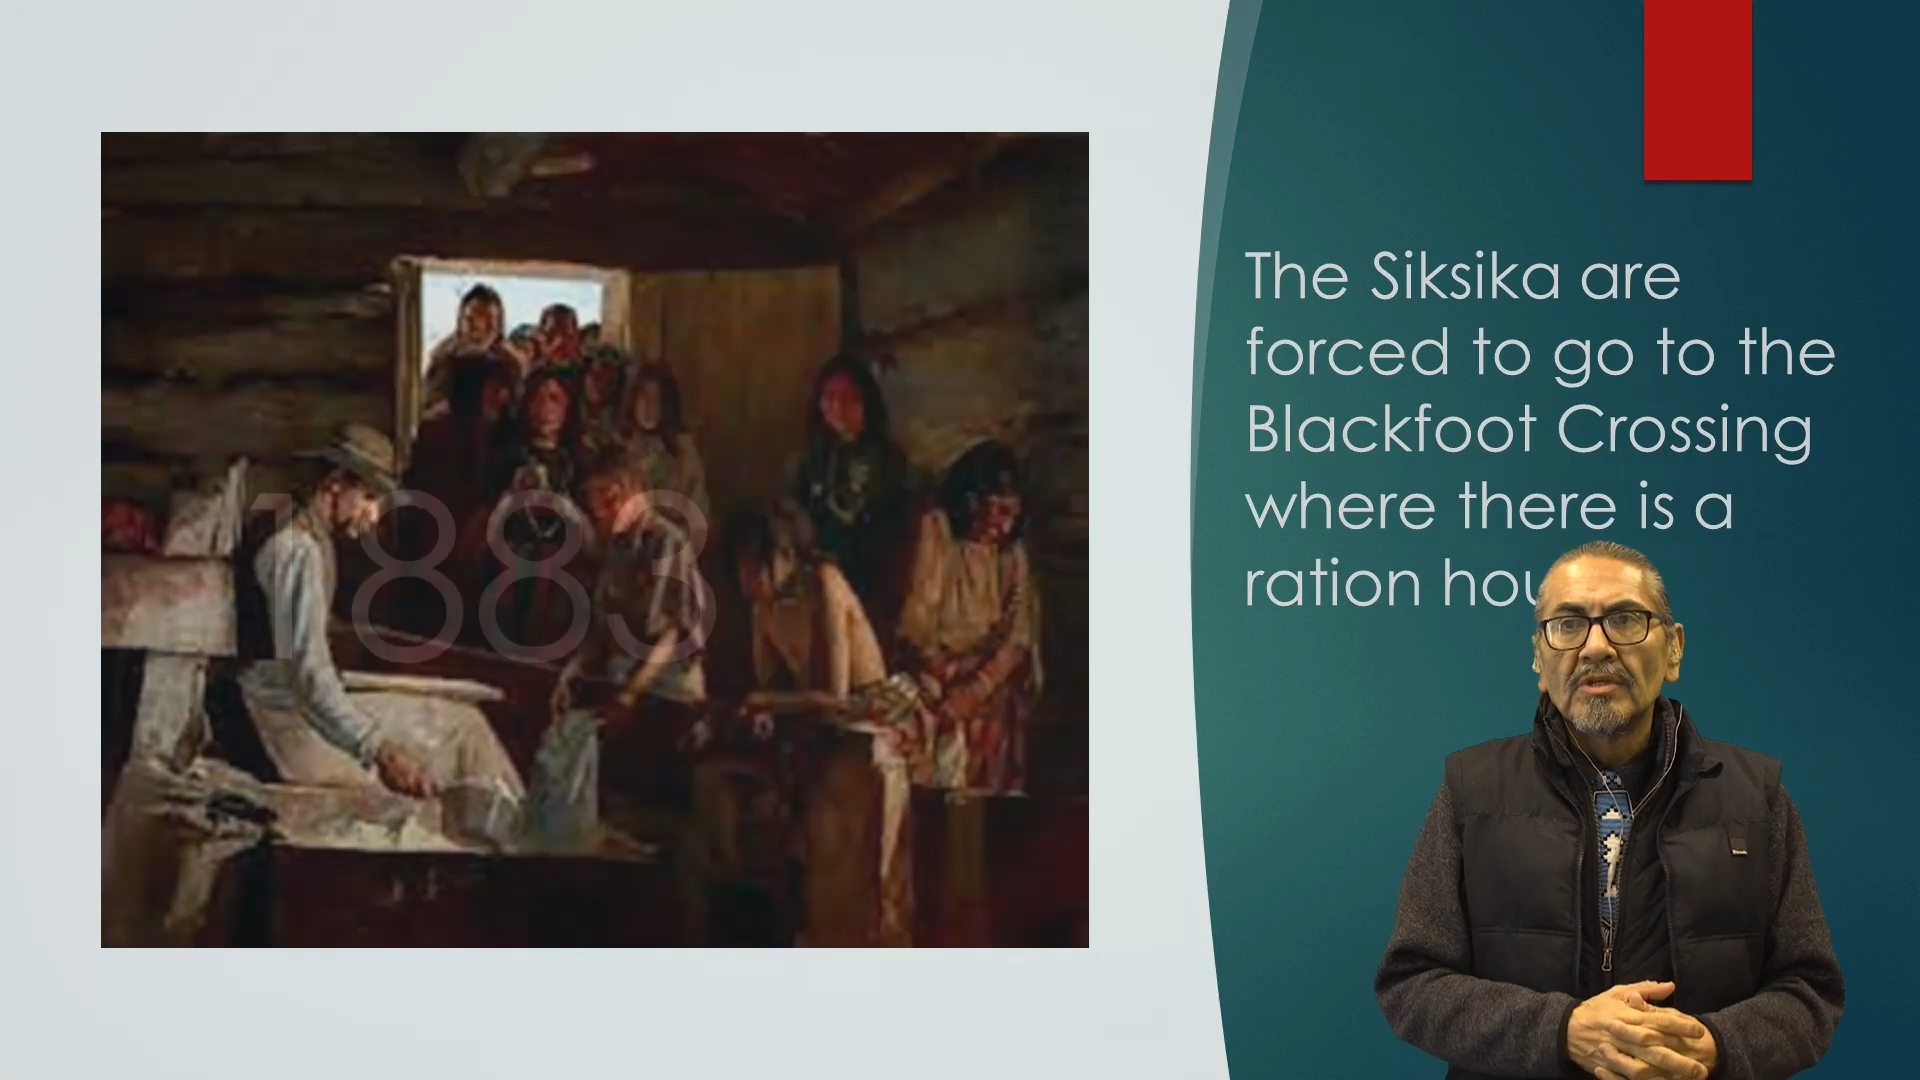 1883
The Siksika are
forced to go to the
Blackfoot Crossing
where there is a
ration hou